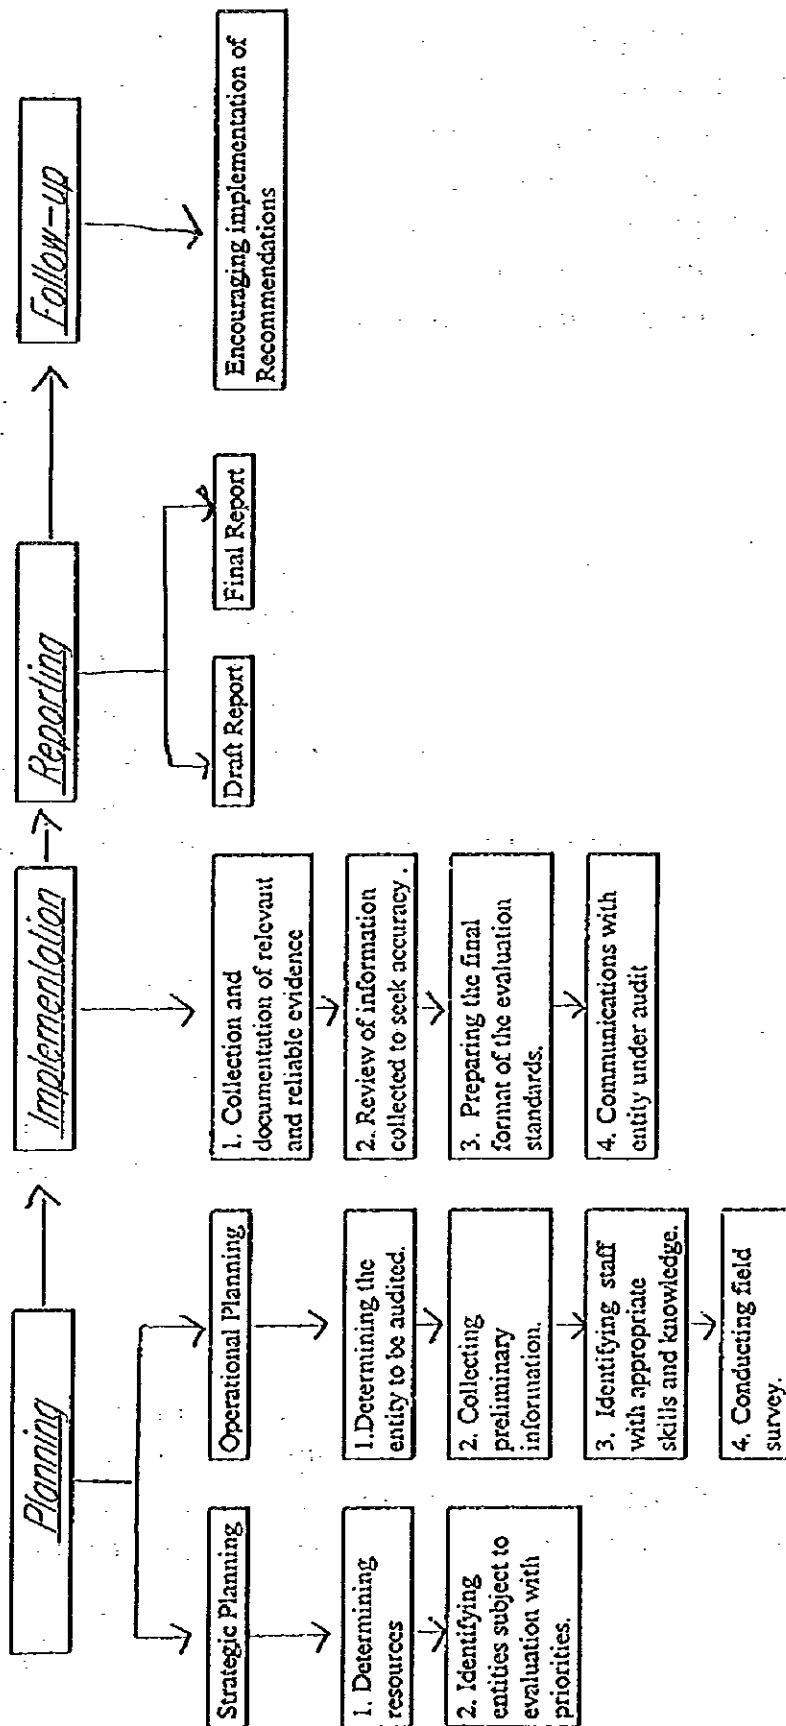 Planning
Strategic Planning
1. Determining
resources
2. Identifying
entities subject to
evaluation with
priorities.
Operational Planning
1.Determining the
entity to be audited.
2. Collecting
preliminary
information.
3. Identifying staff
with appropriate
skills and knowledge.
4. Conducting field
survey.
Implementation
1. Collection and
documentation of relevant
and reliable evidence
2. Review of information
collected to seek accuracy.
3. Preparing the final
format of the evaluation
standards.
4. Communications with
entity under audit
Reporting
Draft Report
Final Report
Follow-up
Encouraging implementation of
Recommendations